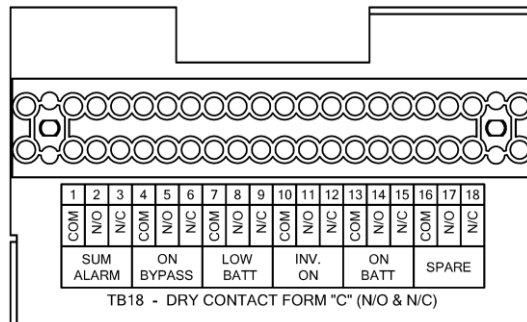 1 2 3 4 5 6 7 8 9 10 11 12 13 14 15 16 17 18
COM N/O N/C COM N/O N/C COM N/O N/C COM N/O N/C COM N/O N/C COM N/O N/C
SUM ALARM
ON BYPASS
LOW BATT
INV. ON
ON BATT
SPARE
TB18 - DRY CONTACT FORM "C" (N/O & N/C)